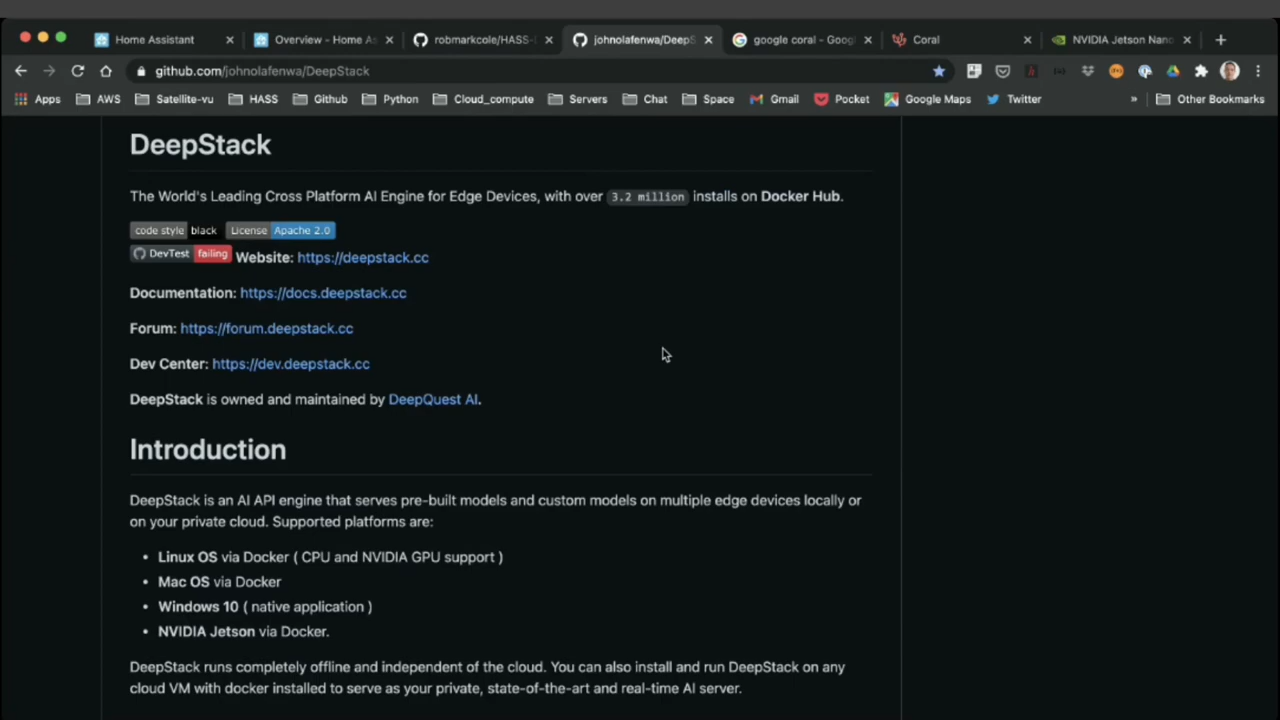 Home Assistant
Overview - Home As
robmarkcole/HASS-
johnolafenwa/DeepS
google coral - Goog
Coral
NVIDIA Jetson Nano
github.com/johnolafenwa/DeepStack
Apps
AWS
Satellite-vu
HASS
Github
Python
Cloud_compute
Servers
Chat
Space
Gmail
Pocket
Google Maps
Twitter
»
Other Bookmarks
DeepStack
The World's Leading Cross Platform AI Engine for Edge Devices, with over 3.2 million installs on Docker Hub.
code style black License Apache 2.0
DevTest failing Website: https://deepstack.cc
Documentation: https://docs.deepstack.cc
Forum: https://forum.deepstack.cc
Dev Center: https://dev.deepstack.cc
DeepStack is owned and maintained by DeepQuest AI.
Introduction
DeepStack is an AI API engine that serves pre-built models and custom models on multiple edge devices locally or
on your private cloud. Supported platforms are:
• Linux OS via Docker ( CPU and NVIDIA GPU support )
• Mac OS via Docker
• Windows 10 ( native application )
• NVIDIA Jetson via Docker.
DeepStack runs completely offline and independent of the cloud. You can also install and run DeepStack on any
cloud VM with docker installed to serve as your private, state-of-the-art and real-time AI server.